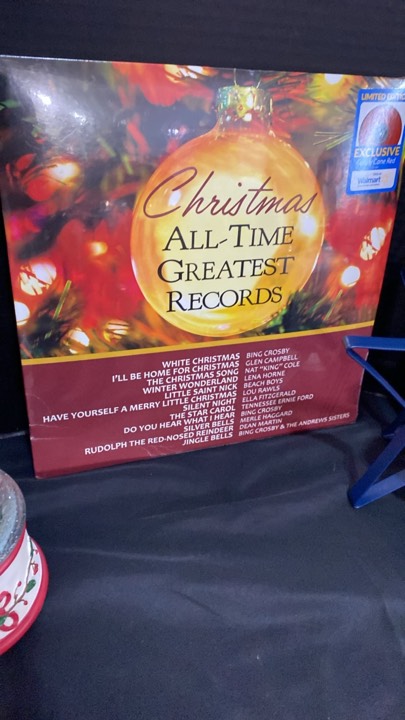 LIMITED EDITION
EXCLUSIVE
Candy Cane Red
Walmart
Christmas
ALL-TIME
GREATEST
RECORDS
WHITE CHRISTMAS BING CROSBY
I'LL BE HOME FOR CHRISTMAS GLEN CAMPBELL
THE CHRISTMAS SONG NAT "KING" COLE
WINTER WONDERLAND LENA HORNE
LITTLE SAINT NICK BEACH BOYS
HAVE YOURSELF A MERRY LITTLE CHRISTMAS LOU RAWLS
SILENT NIGHT ELLA FITZGERALD
THE STAR CAROL TENNESSEE ERNIE FORD
DO YOU HEAR WHAT I HEAR BING CROSBY
SILVER BELLS MERLE HAGGARD
RUDOLPH THE RED-NOSED REINDEER DEAN MARTIN
JINGLE BELLS BING CROSBY & THE ANDREWS SISTERS